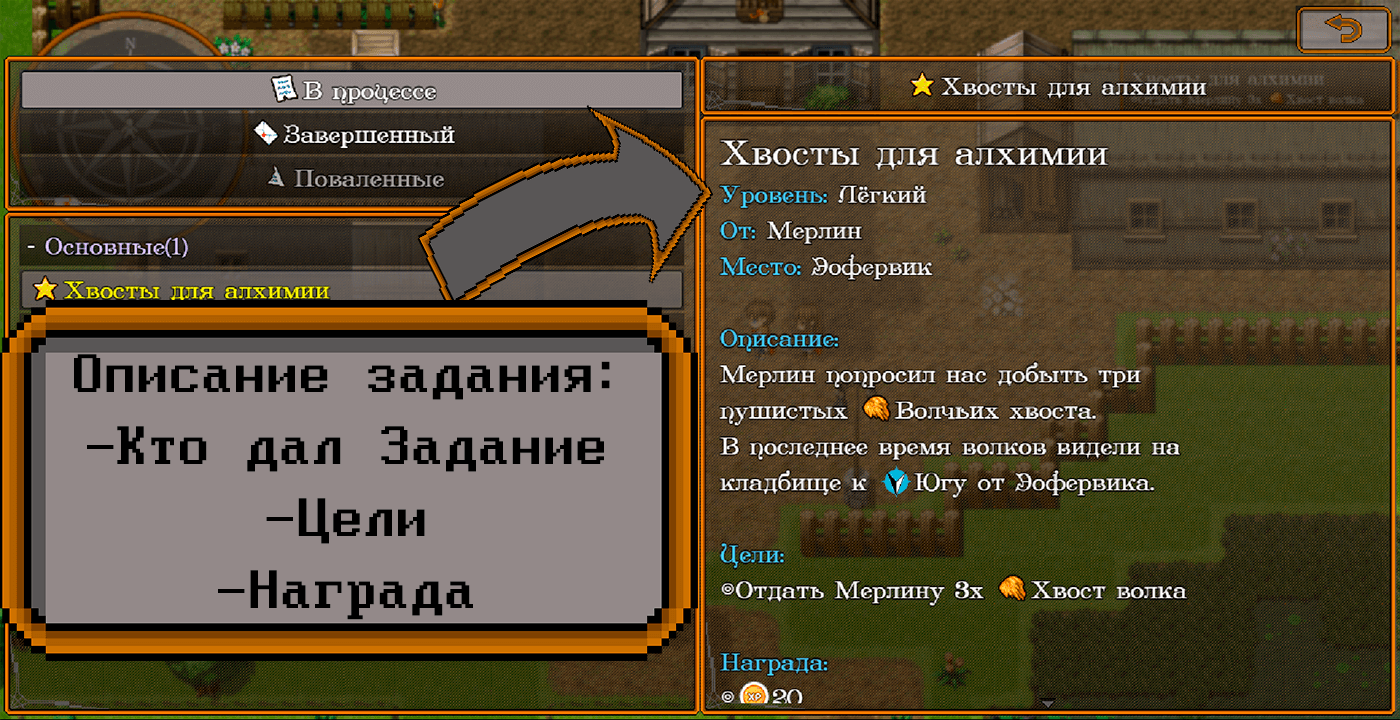 N
В процессе
Завершенный
Поваленные
- Основные(1)
Хвосты для алхимии
Описание задания:
-Кто дал Задание
-Цели
-Награда
Хвосты для алхимии
Хвосты для алхимии
Уровень: Лёгкий
От: Мерлин
Место: Эофервик
Описание:
Мерлин попросил нас добыть три
пушистых Волчьих хвоста.
В последнее время волков видели на
кладбище к Югу от Эофервика.
Цели:
Отдать Мерлину 3x Хвост волка
Награда:
XP 20